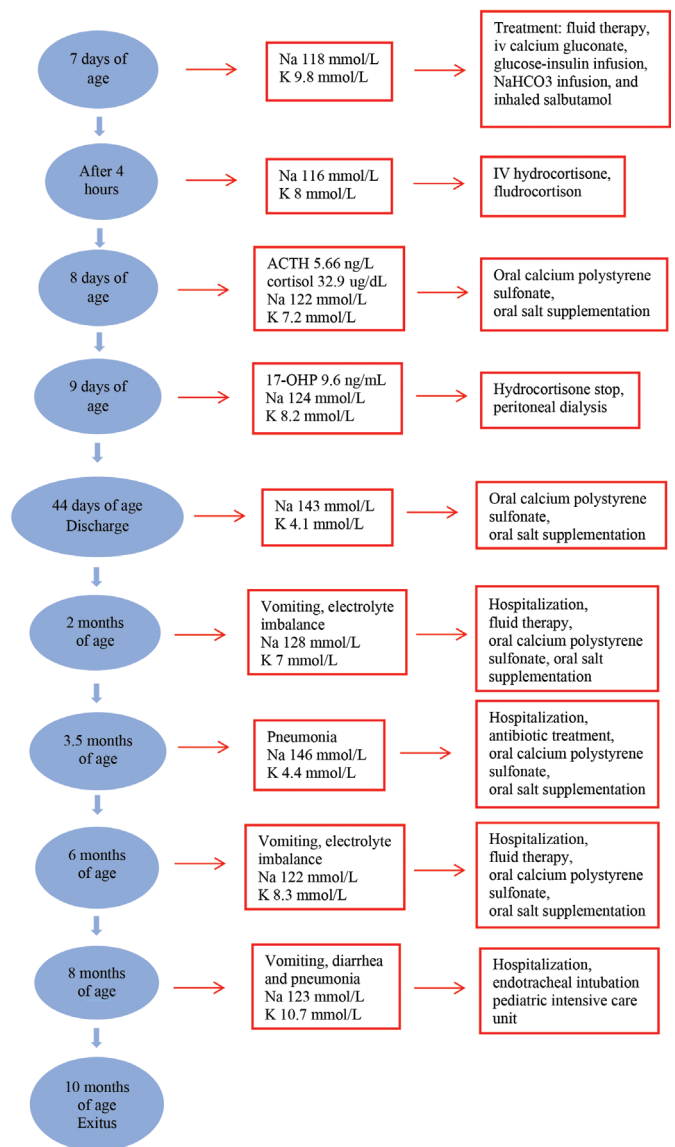 7 days of
age
Na 118 mmol/L
K 9.8 mmol/L
Treatment: fluid therapy,
iv calcium gluconate,
glucose-insulin infusion,
NaHCO3 infusion, and
inhaled salbutamol
After 4
hours
Na 116 mmol/L
K 8 mmol/L
IV hydrocortisone,
fludrocortison
8 days of
age
ACTH 5.66 ng/L
cortisol 32.9 ug/dL
Na 122 mmol/L
K 7.2 mmol/L
Oral calcium polystyrene
sulfonate,
oral salt supplementation
9 days of
age
17-OHP 9.6 ng/mL
Na 124 mmol/L
K 8.2 mmol/L
Hydrocortisone stop,
peritoneal dialysis
44 days of age
Discharge
Na 143 mmol/L
K 4.1 mmol/L
Oral calcium polystyrene
sulfonate,
oral salt supplementation
2 months
of age
Vomiting, electrolyte
imbalance
Na 128 mmol/L
K 7 mmol/L
Hospitalization,
fluid therapy,
oral calcium polystyrene
sulfonate, oral salt
supplementation
3.5 months
of age
Pneumonia
Na 146 mmol/L
K 4.4 mmol/L
Hospitalization,
antibiotic treatment,
oral calcium polystyrene
sulfonate,
oral salt supplementation
6 months
of age
Vomiting, electrolyte
imbalance
Na 122 mmol/L
K 8.3 mmol/L
Hospitalization,
fluid therapy,
oral calcium polystyrene
sulfonate,
oral salt supplementation
8 months
of age
Vomiting, diarrhea
and pneumonia
Na 123 mmol/L
K 10.7 mmol/L
Hospitalization,
endotracheal intubation
pediatric intensive care
unit
10 months
of age
Exitus